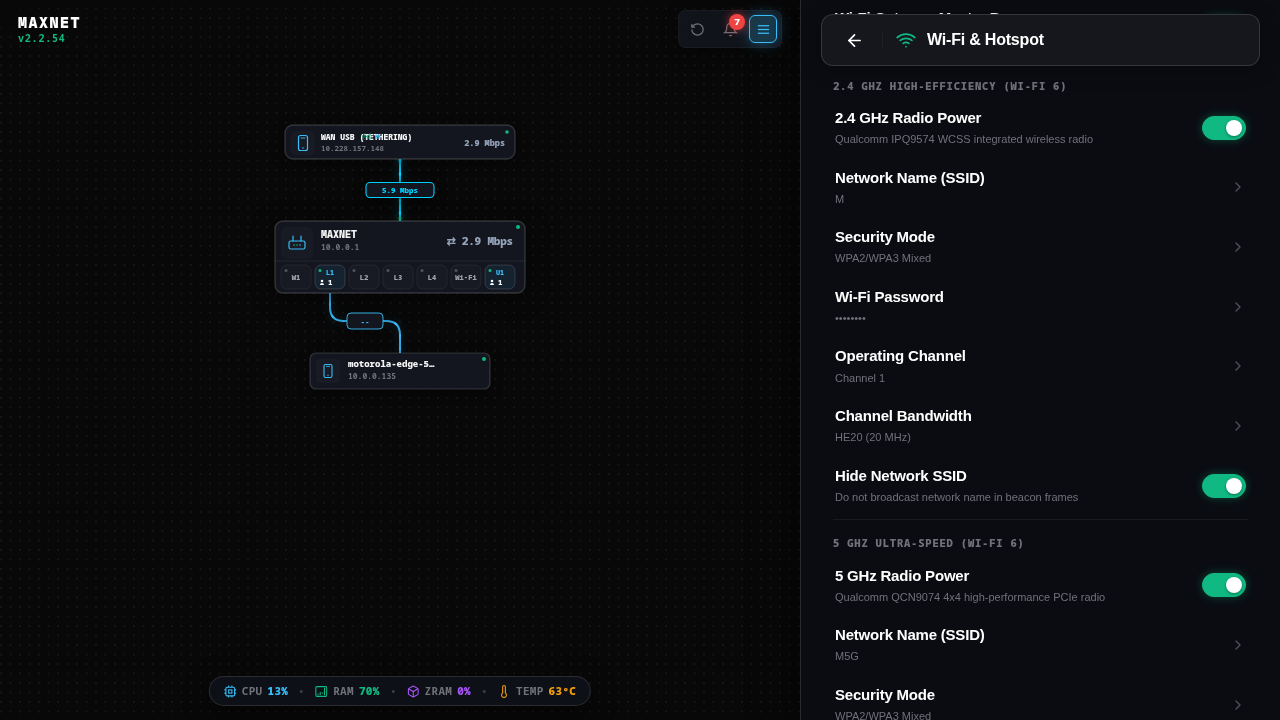 MAXNET
v2.2.54
7
WAN USB (TETHERING)
10.228.157.148
2.9 Mbps
5.9 Mbps
MAXNET
10.0.0.1
⇄ 2.9 Mbps
W1
L1
1
L2
L3
L4
Wi-Fi
U1
1
--
motorola-edge-5…
10.0.0.135
CPU 13% • RAM 70% • ZRAM 0% • TEMP 63°C
Wi-Fi & Hotspot
2.4 GHZ HIGH-EFFICIENCY (WI-FI 6)
2.4 GHz Radio Power
Qualcomm IPQ9574 WCSS integrated wireless radio
Network Name (SSID)
M
Security Mode
WPA2/WPA3 Mixed
Wi-Fi Password
••••••••
Operating Channel
Channel 1
Channel Bandwidth
HE20 (20 MHz)
Hide Network SSID
Do not broadcast network name in beacon frames
5 GHZ ULTRA-SPEED (WI-FI 6)
5 GHz Radio Power
Qualcomm QCN9074 4x4 high-performance PCIe radio
Network Name (SSID)
M5G
Security Mode
WPA2/WPA3 Mixed